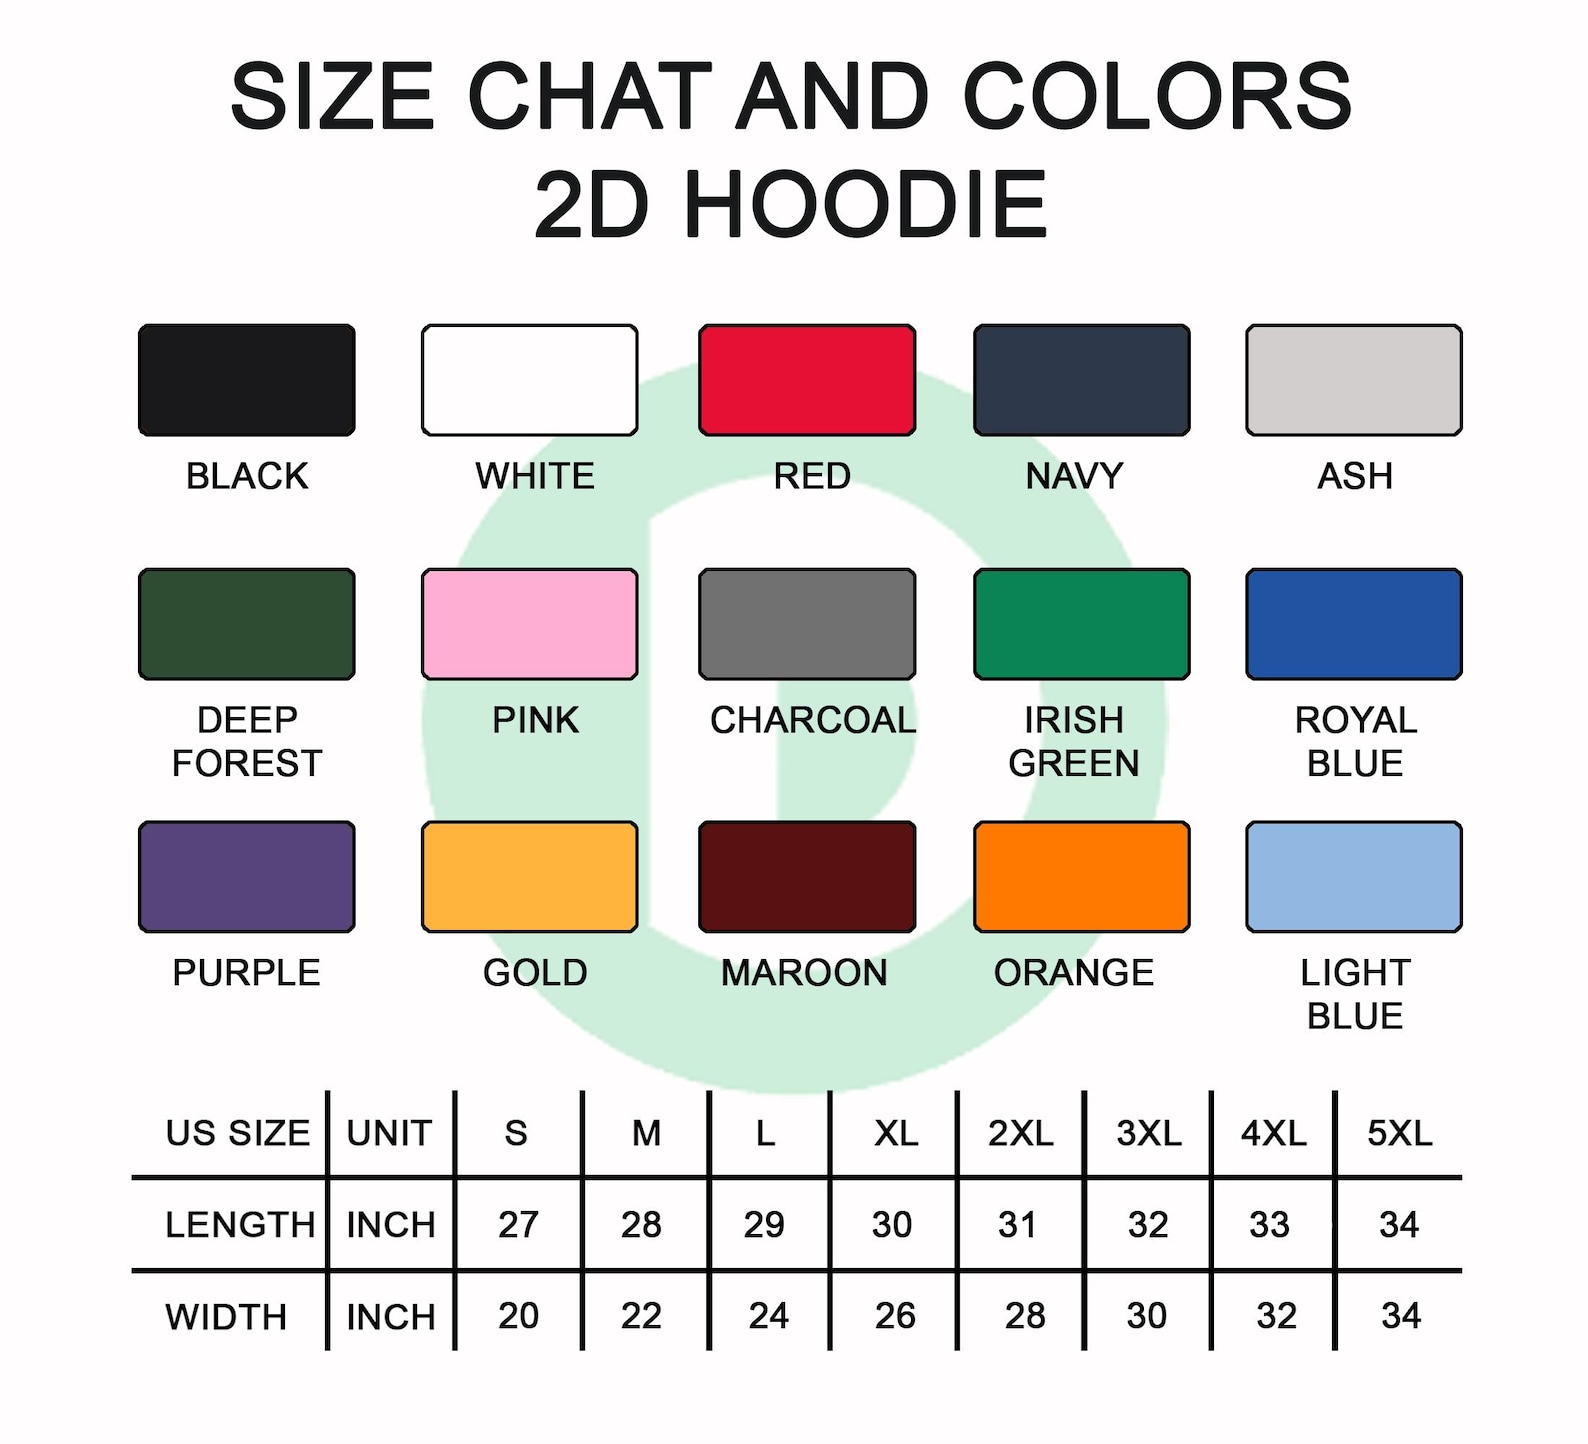 SIZE CHAT AND COLORS
2D HOODIE
BLACK WHITE RED NAVY ASH
DEEP FOREST PINK CHARCOAL IRISH GREEN ROYAL BLUE
PURPLE GOLD MAROON ORANGE LIGHT BLUE
US SIZE UNIT S M L XL 2XL 3XL 4XL 5XL
LENGTH INCH 27 28 29 30 31 32 33 34
WIDTH INCH 20 22 24 26 28 30 32 34